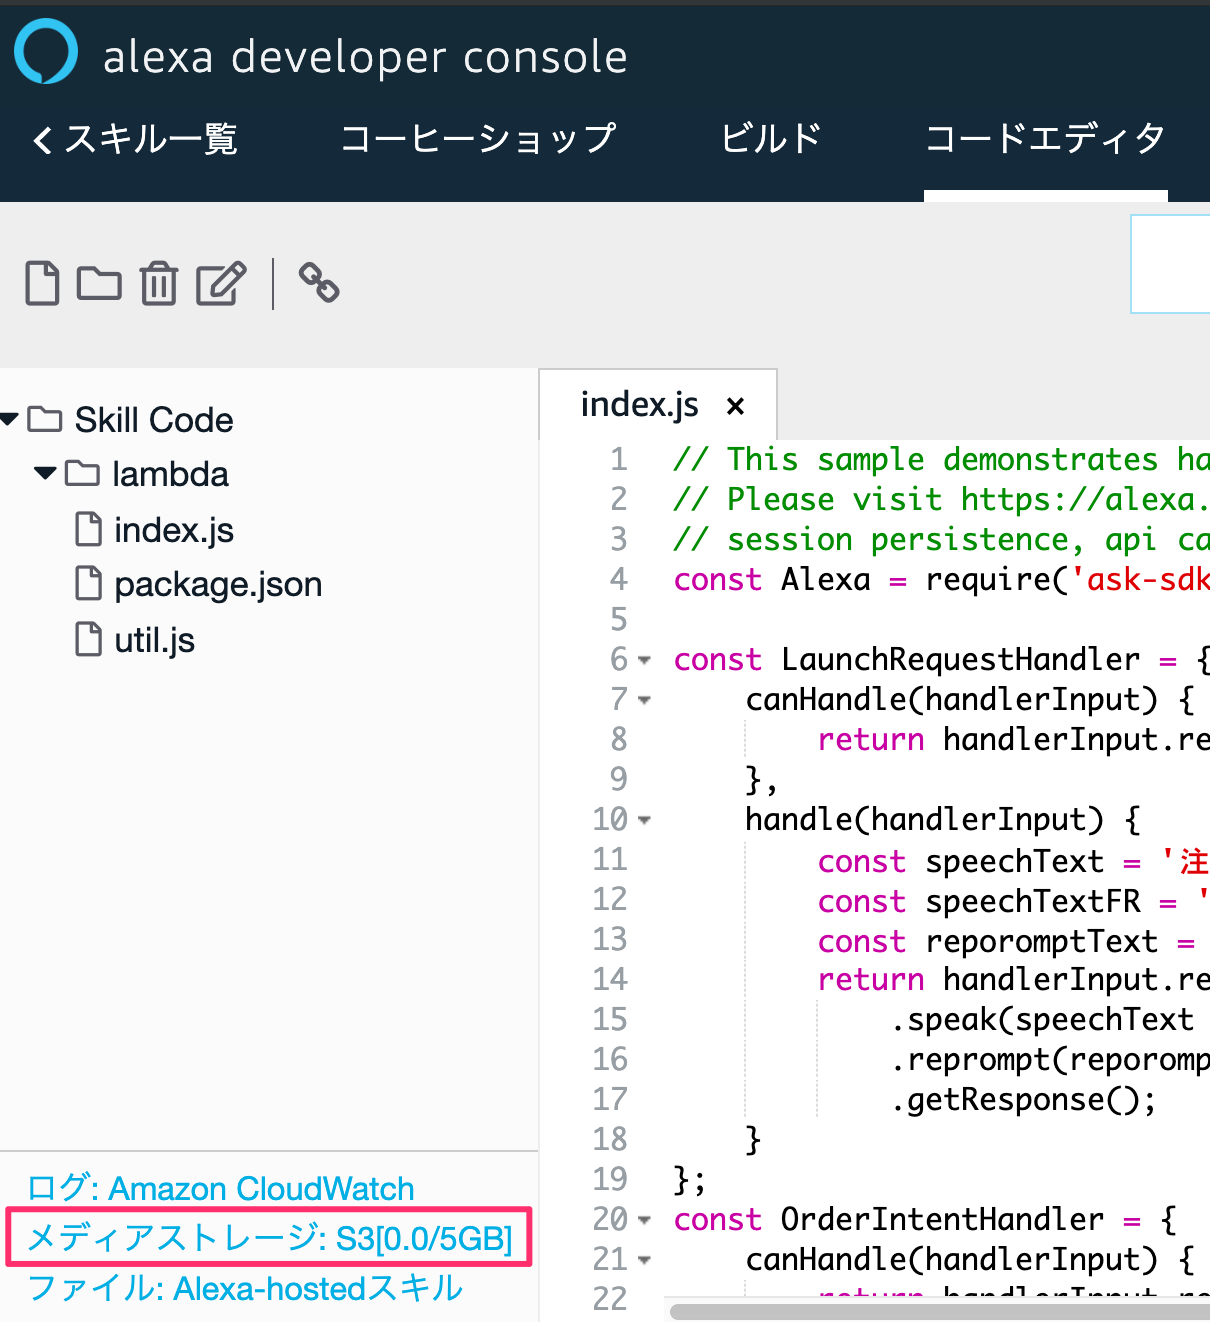 alexa developer console
スキル一覧 コーヒーショップ ビルド コードエディタ
Skill Code
lambda
index.js
package.json
util.js
ログ: Amazon CloudWatch
メディアストレージ: S3[0.0/5GB]
ファイル: Alexa-hostedスキル
index.js ×
1 // This sample demonstrates ha
2 // Please visit https://alexa.
3 // session persistence, api ca
4 const Alexa = require('ask-sdk
5
6 const LaunchRequestHandler = {
7 canHandle(handlerInput) {
8 return handlerInput.re
9 },
10 handle(handlerInput) {
11 const speechText = '注
12 const speechTextFR = '
13 const reporomptText =
14 return handlerInput.re
15 .speak(speechText
16 .reprompt(reporomp
17 .getResponse();
18 }
19 };
20 const OrderIntentHandler = {
21 canHandle(handlerInput) {
22 return handlerInput.re